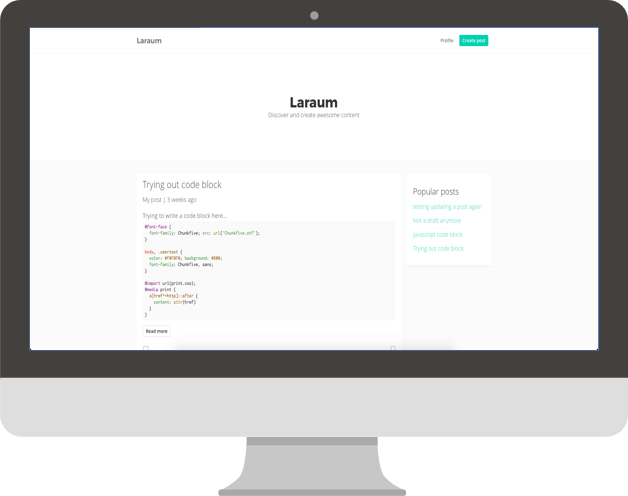 Laraum
Profile
Create post
Laraum
Discover and create awesome content
Trying out code block
My post | 3 weeks ago
Trying to write a code block here...
@font-face {
font-family: Chunkfive; src: url('Chunkfive.otf');
}
body, .usertext {
color: #F0F0F0; background: #600;
font-family: Chunkfive, sans;
}
@import url(print.css);
@media print {
a[href^=http]::after {
content: attr(href)
}
}
Read more
Popular posts
testing updating a post again
Not a draft anymore
Javascript code block
Trying out code block